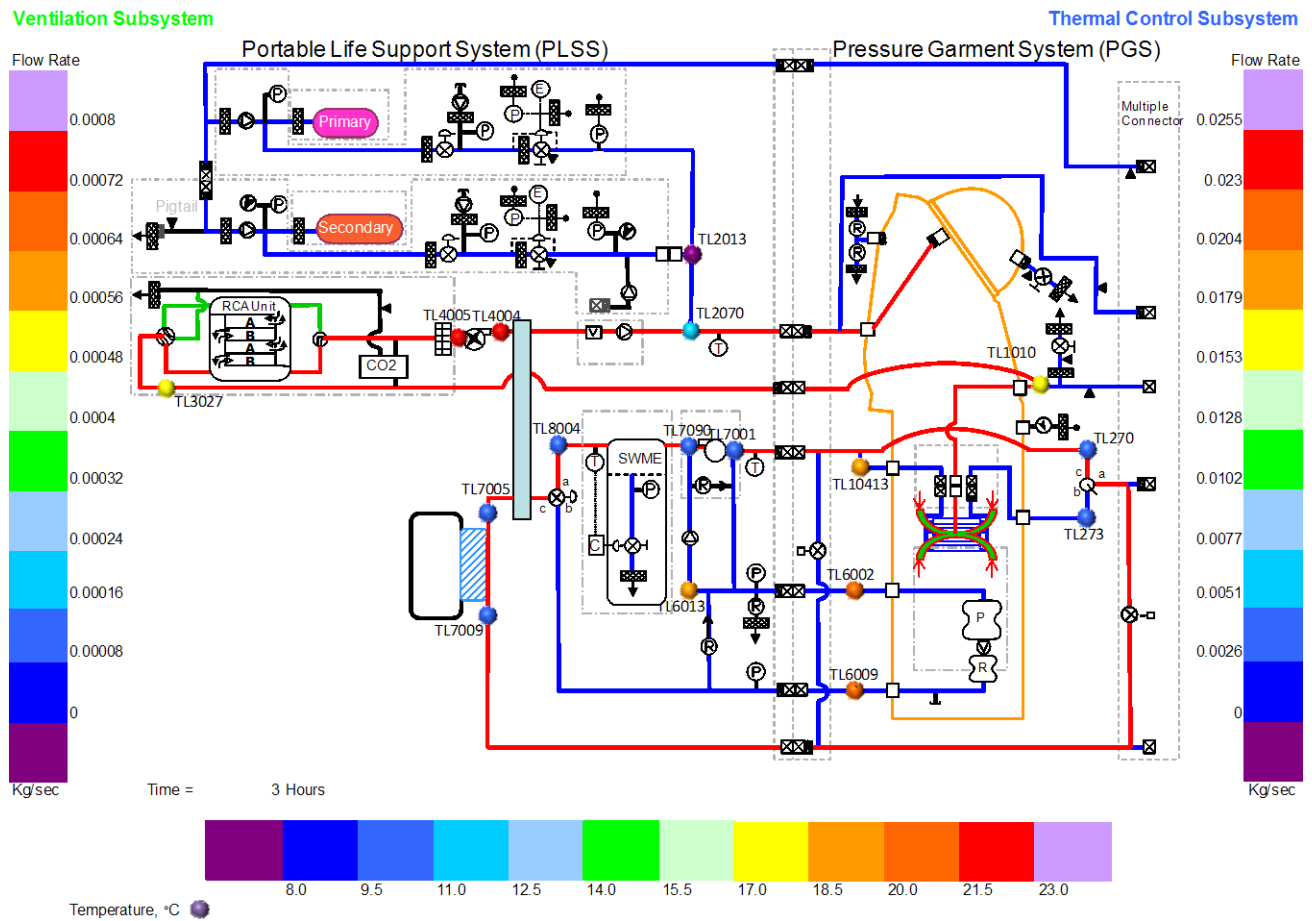 Ventilation Subsystem
Thermal Control Subsystem
Portable Life Support System (PLSS)
Pressure Garment System (PGS)
Flow Rate
Flow Rate
0.0008
0.00072
0.00064
0.00056
0.00048
0.0004
0.00032
0.00024
0.00016
0.00008
0
Kg/sec
P
Primary
P
P
E
P
Pigtail
P
Secondary
P
P
E
P
TL2013
RCA Unit
A
B
A
B
CO2
TL4005
TL4004
V
TL2070
T
TL3027
R
R
TL1010
Multiple
Connector
TL8004
T
SWME
P
C
a
c
b
TL7090
TL7001
T
R
TL7005
TL7009
TL6013
P
R
R
P
TL10413
TL270
c
a
b
TL273
TL6002
P
V
R
TL6009
0.0255
0.023
0.0204
0.0179
0.0153
0.0128
0.0102
0.0077
0.0051
0.0026
0
Kg/sec
Time = 3 Hours
8.0 9.5 11.0 12.5 14.0 15.5 17.0 18.5 20.0 21.5 23.0
Temperature, °C